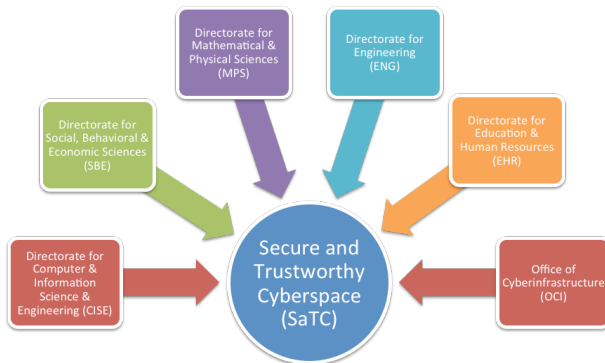 Directorate for
Mathematical &
Physical Sciences
(MPS)
Directorate for
Engineering
(ENG)
Directorate for
Social, Behavioral &
Economic Sciences
(SBE)
Directorate for
Education &
Human Resources
(EHR)
Directorate for
Computer &
Information
Science &
Engineering (CISE)
Secure and
Trustworthy
Cyberspace
(SaTC)
Office of
Cyberinfrastructure
(OCI)